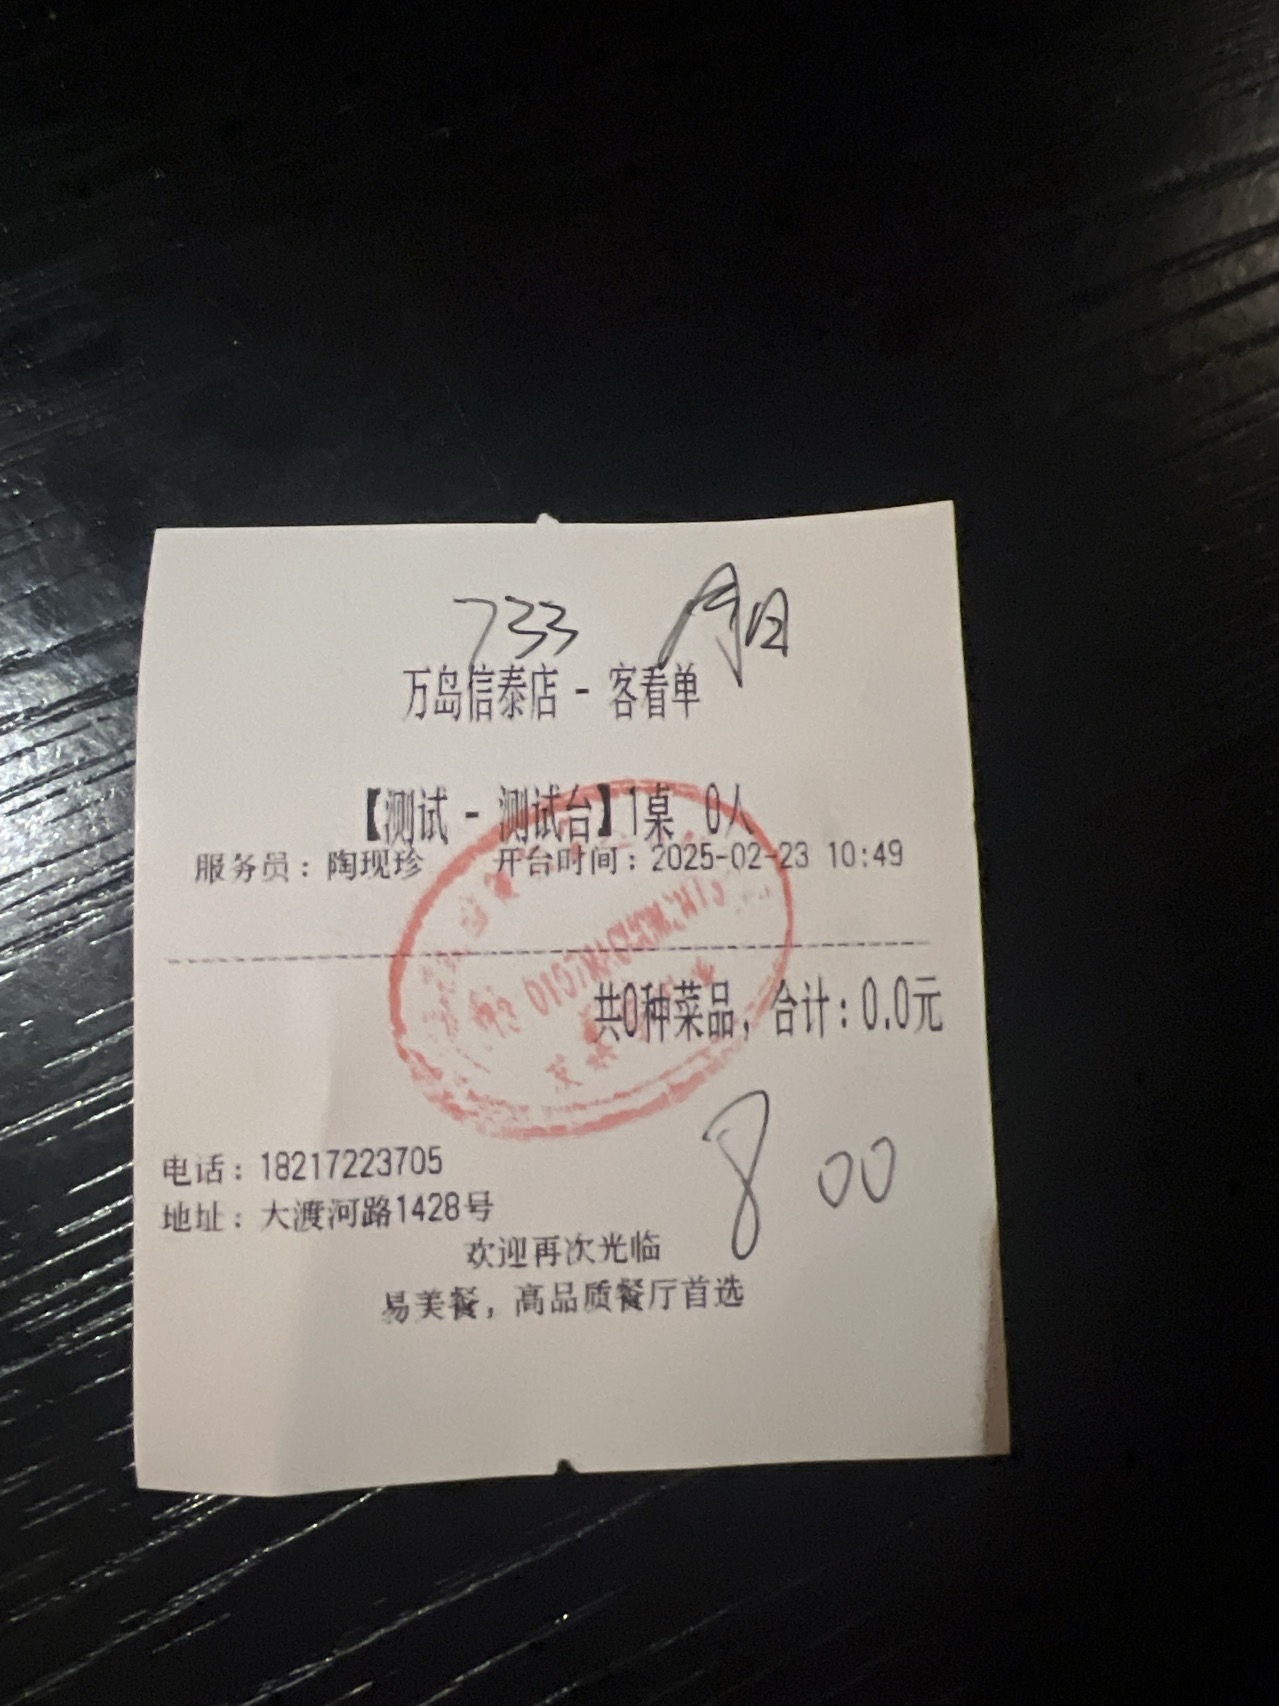 733
万岛信泰店 - 客看单
【测试 - 测试台】1桌 0人
服务员：陶现珍 开台时间：2025-02-23 10:49
共0种菜品，合计：0.0元
8 00
电话：18217223705
地址：大渡河路1428号
欢迎再次光临
易美餐，高品质餐厅首选